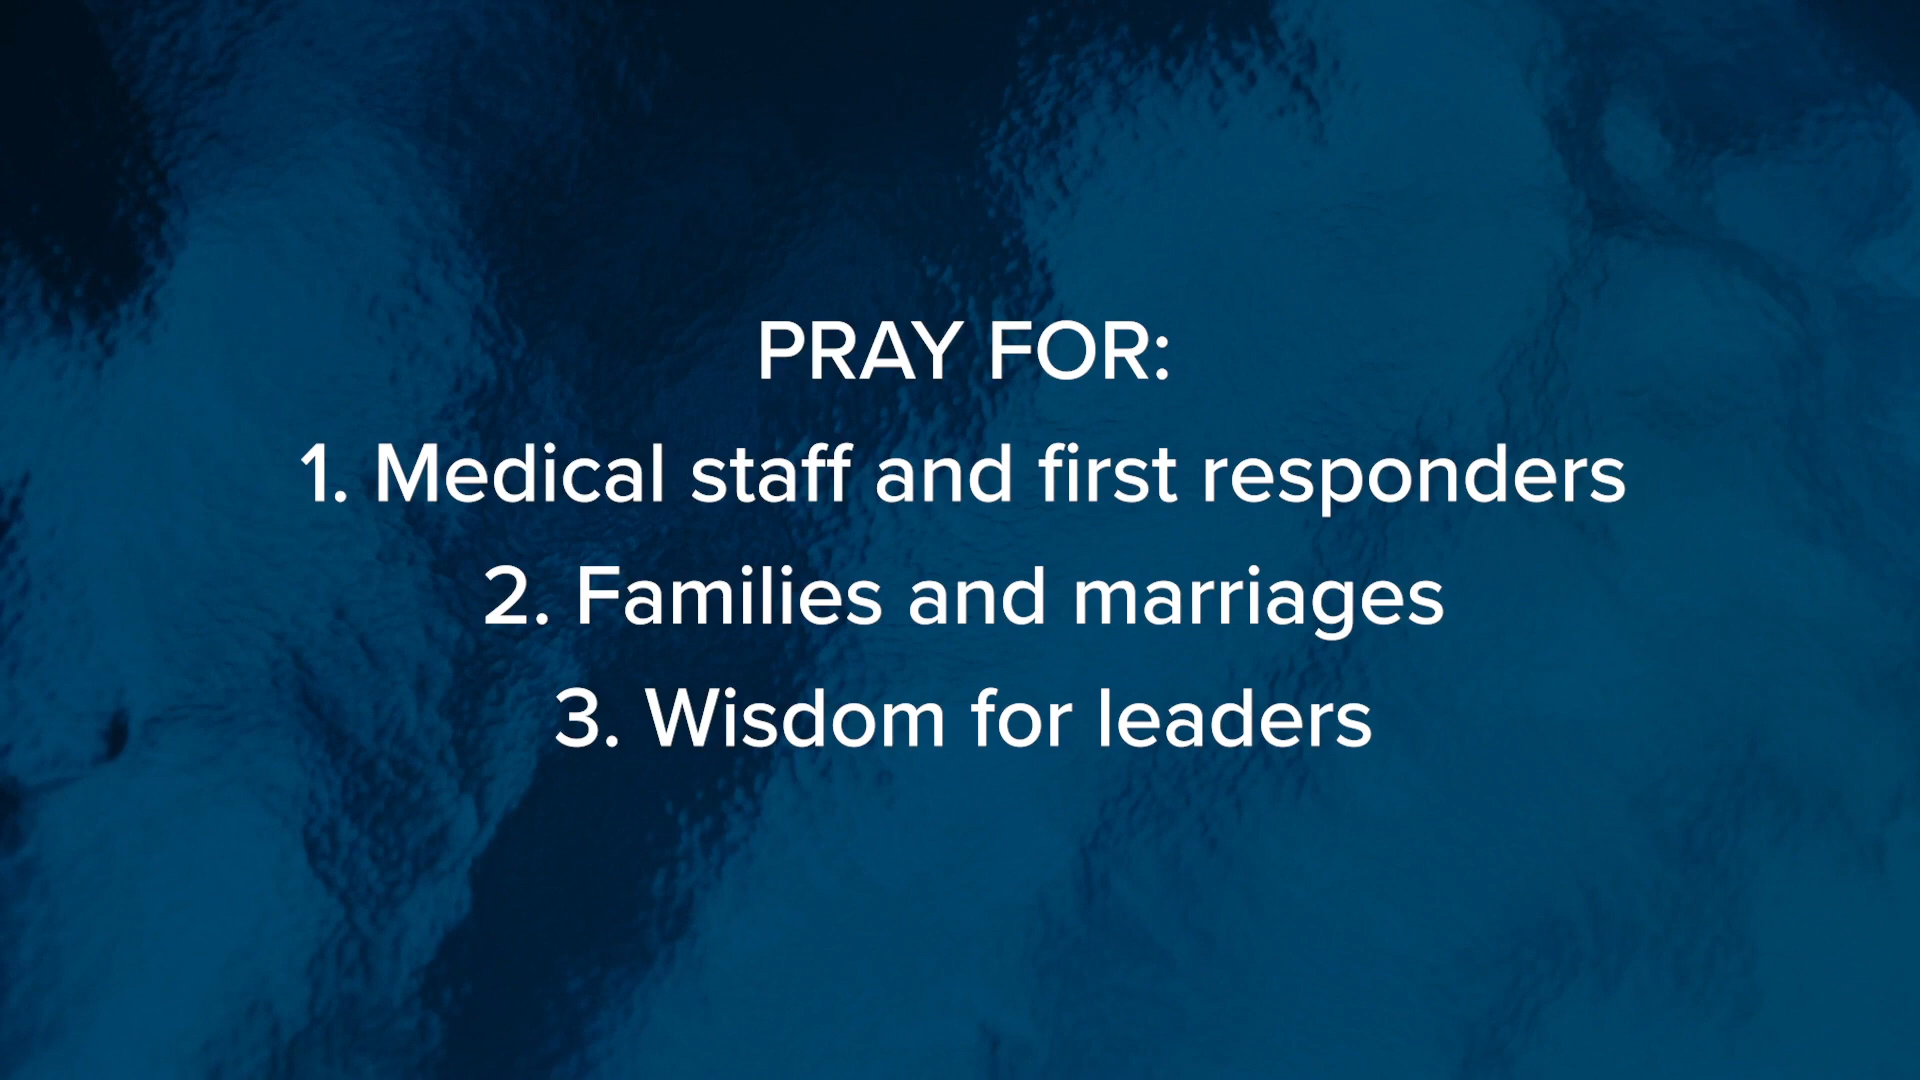 PRAY FOR:
1. Medical staff and first responders
2. Families and marriages
3. Wisdom for leaders